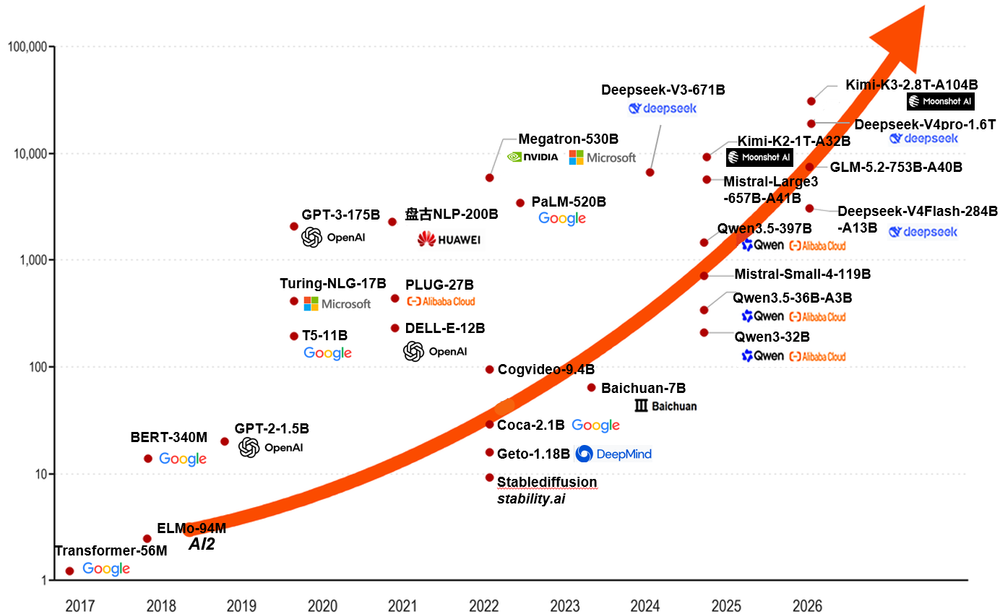 100,000
10,000
1,000
100
10
1
2017
2018
2019
2020
2021
2022
2023
2024
2025
2026
Transformer-56M
Google
ELMo-94M
AI2
BERT-340M
Google
GPT-2-1.5B
OpenAI
GPT-3-175B
OpenAI
Turing-NLG-17B
Microsoft
T5-11B
Google
盘古NLP-200B
HUAWEI
PLUG-27B
Alibaba Cloud
DELL-E-12B
OpenAI
Megatron-530B
NVIDIA Microsoft
PaLM-520B
Google
Cogvideo-9.4B
Coca-2.1B Google
Geto-1.18B DeepMind
Stablediffusion
stability.ai
Baichuan-7B
Baichuan
Deepseek-V3-671B
deepseek
Kimi-K2-1T-A32B
Moonshot AI
Mistral-Large3
-657B-A41B
Qwen3.5-397B
Qwen Alibaba Cloud
Mistral-Small-4-119B
Qwen3.5-36B-A3B
Qwen Alibaba Cloud
Qwen3-32B
Qwen Alibaba Cloud
Kimi-K3-2.8T-A104B
Moonshot AI
Deepseek-V4pro-1.6T
deepseek
GLM-5.2-753B-A40B
Deepseek-V4Flash-284B
-A13B
deepseek